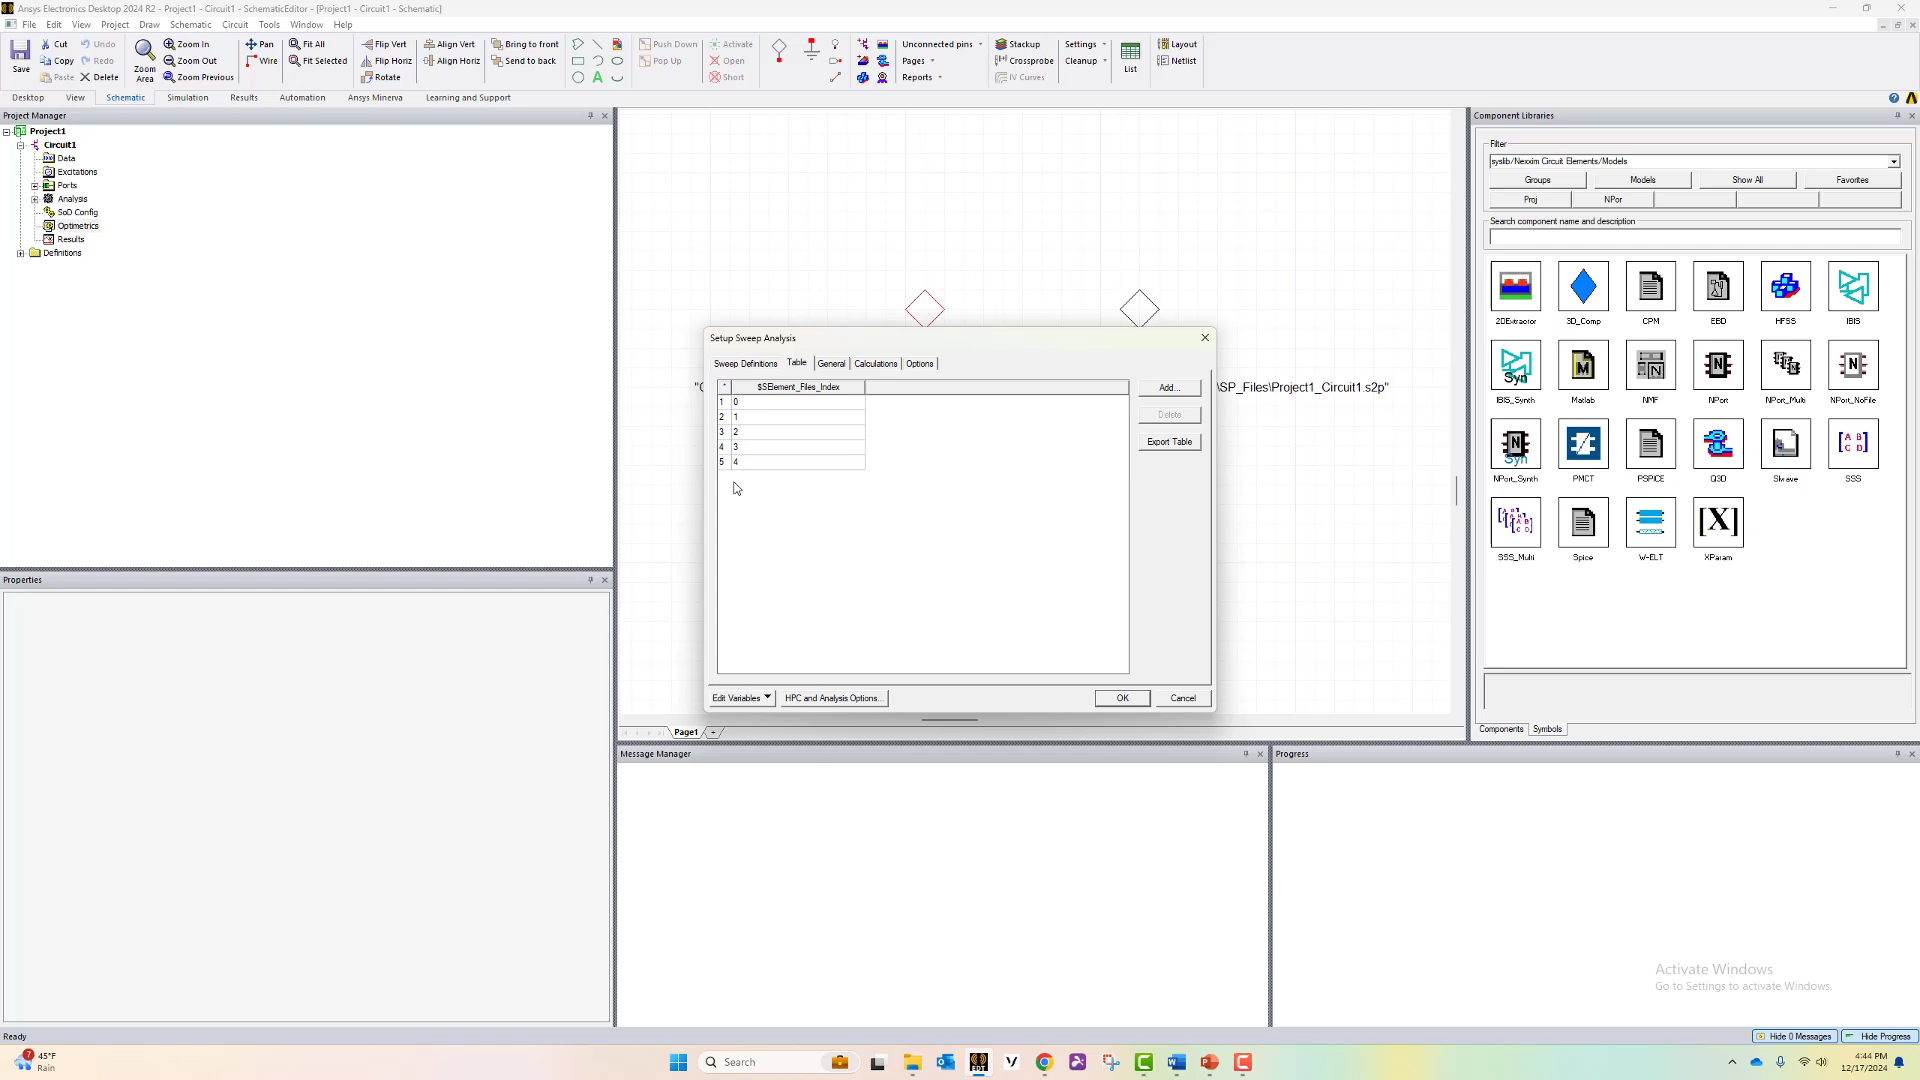 Ansys Electronics Desktop 2024 R2 - Project1 - Circuit1 - SchematicEditor - [Project1 - Circuit1 - Schematic]
File Edit View Project Draw Schematic Circuit Tools Window Help
Save
Cut
Copy
Paste
Undo
Redo
Delete
Zoom Area
Zoom In
Zoom Out
Zoom Previous
Pan
Wire
Fit All
Fit Selected
Flip Vert
Flip Horiz
Rotate
Align Vert
Align Horiz
Bring to front
Send to back
Push Down
Pop Up
Activate
Open
Short
Unconnected pins
Pages
Reports
Stackup
Crossprobe
IV Curves
Settings
Cleanup
List
Layout
Netlist
Desktop View Schematic Simulation Results Automation Ansys Minerva Learning and Support
Project Manager
Project1
Circuit1
Data
Excitations
Ports
Analysis
SoD Config
Optimetrics
Results
Definitions
Properties
\SP_Files\Project1_Circuit1.s2p"
Setup Sweep Analysis
Sweep Definitions Table General Calculations Options
* $SElement_Files_Index
1 0
2 1
3 2
4 3
5 4
Add...
Delete
Export Table
Edit Variables HPC and Analysis Options... OK Cancel
Page1 +
Message Manager
Progress
Component Libraries
Filter
syslib/Nexxim Circuit Elements/Models
Groups Models Show All Favorites
Proj NPor
Search component name and description
2DExtractor 3D_Comp CPM EBD HFSS IBIS
Syn
IBIS_Synth Matlab NMF NPort NPort_Multi NPort_NoFile
Syn
NPort_Synth PMCT PSPICE Q3D SIwave SSS
SSS_Multi Spice W-ELT XParam
Components Symbols
Activate Windows
Go to Settings to activate Windows.
Ready
Hide 0 Messages Hide Progress
7
45°F
Rain
Search
EDT
4:44 PM
12/17/2024